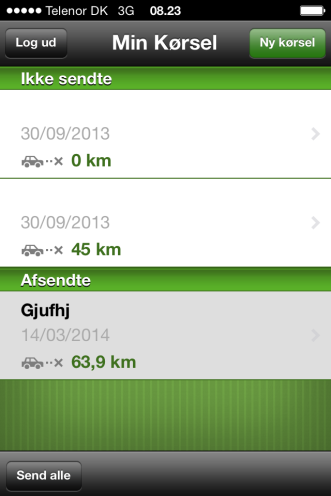 Telenor DK 3G 08.23
Log ud Min Kørsel Ny kørsel
Ikke sendte
30/09/2013
0 km
30/09/2013
45 km
Afsendte
Gjufhj
14/03/2014
63,9 km
Send alle